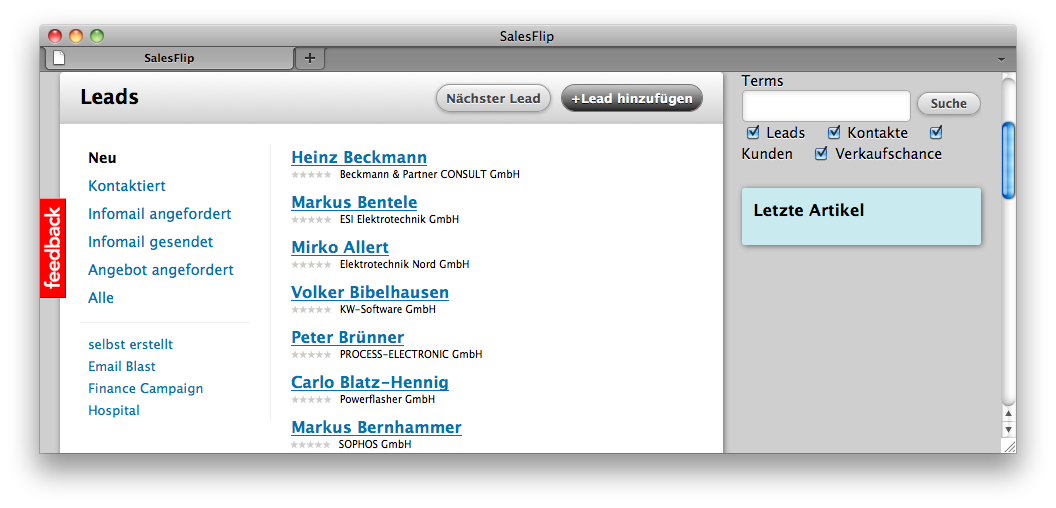 SalesFlip
SalesFlip
Leads
Nächster Lead
+Lead hinzufügen
Neu
Kontaktiert
Infomail angefordert
Infomail gesendet
Angebot angefordert
Alle
selbst erstellt
Email Blast
Finance Campaign
Hospital
feedback
Heinz Beckmann
Beckmann & Partner CONSULT GmbH
Markus Bentele
ESI Elektrotechnik GmbH
Mirko Allert
Elektrotechnik Nord GmbH
Volker Bibelhausen
KW-Software GmbH
Peter Brünner
PROCESS-ELECTRONIC GmbH
Carlo Blatz-Hennig
Powerflasher GmbH
Markus Bernhammer
SOPHOS GmbH
Terms
Suche
Leads Kontakte
Kunden Verkaufschance
Letzte Artikel